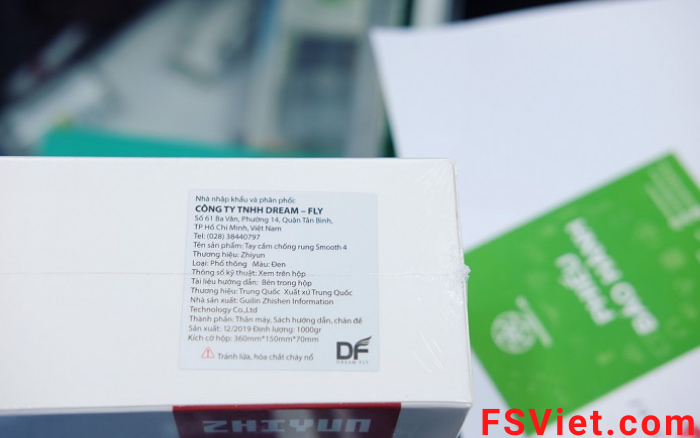 Nhà nhập khẩu và phân phối:
CÔNG TY TNHH DREAM – FLY
Số 61 Ba Vân, Phường 14, Quận Tân Bình,
TP Hồ Chí Minh, Việt Nam
Tel: (028) 38440797
Tên sản phẩm: Tay cầm chống rung Smooth 4
Thương hiệu: Zhiyun
Loại: Phổ thông Màu: Đen
Thông số kỹ thuật: Xem trên hộp
Tài liệu hướng dẫn: Bên trong hộp
Thương hiệu: Trung Quốc Xuất xứ Trung Quốc
Nhà sản xuất: Guilin Zhishen Information
Technology Co.,Ltd
Thành phần: Thân máy, Sách hướng dẫn, chân đế
Sản xuất: 12/2019 Định lượng: 1000gr
Kích cỡ hộp: 360mm*150mm*70mm
Tránh lửa, hóa chất cháy nổ
DF
DREAM FLY
PHIẾU
BẢO HÀNH
ZHIYUN
FSViet.com